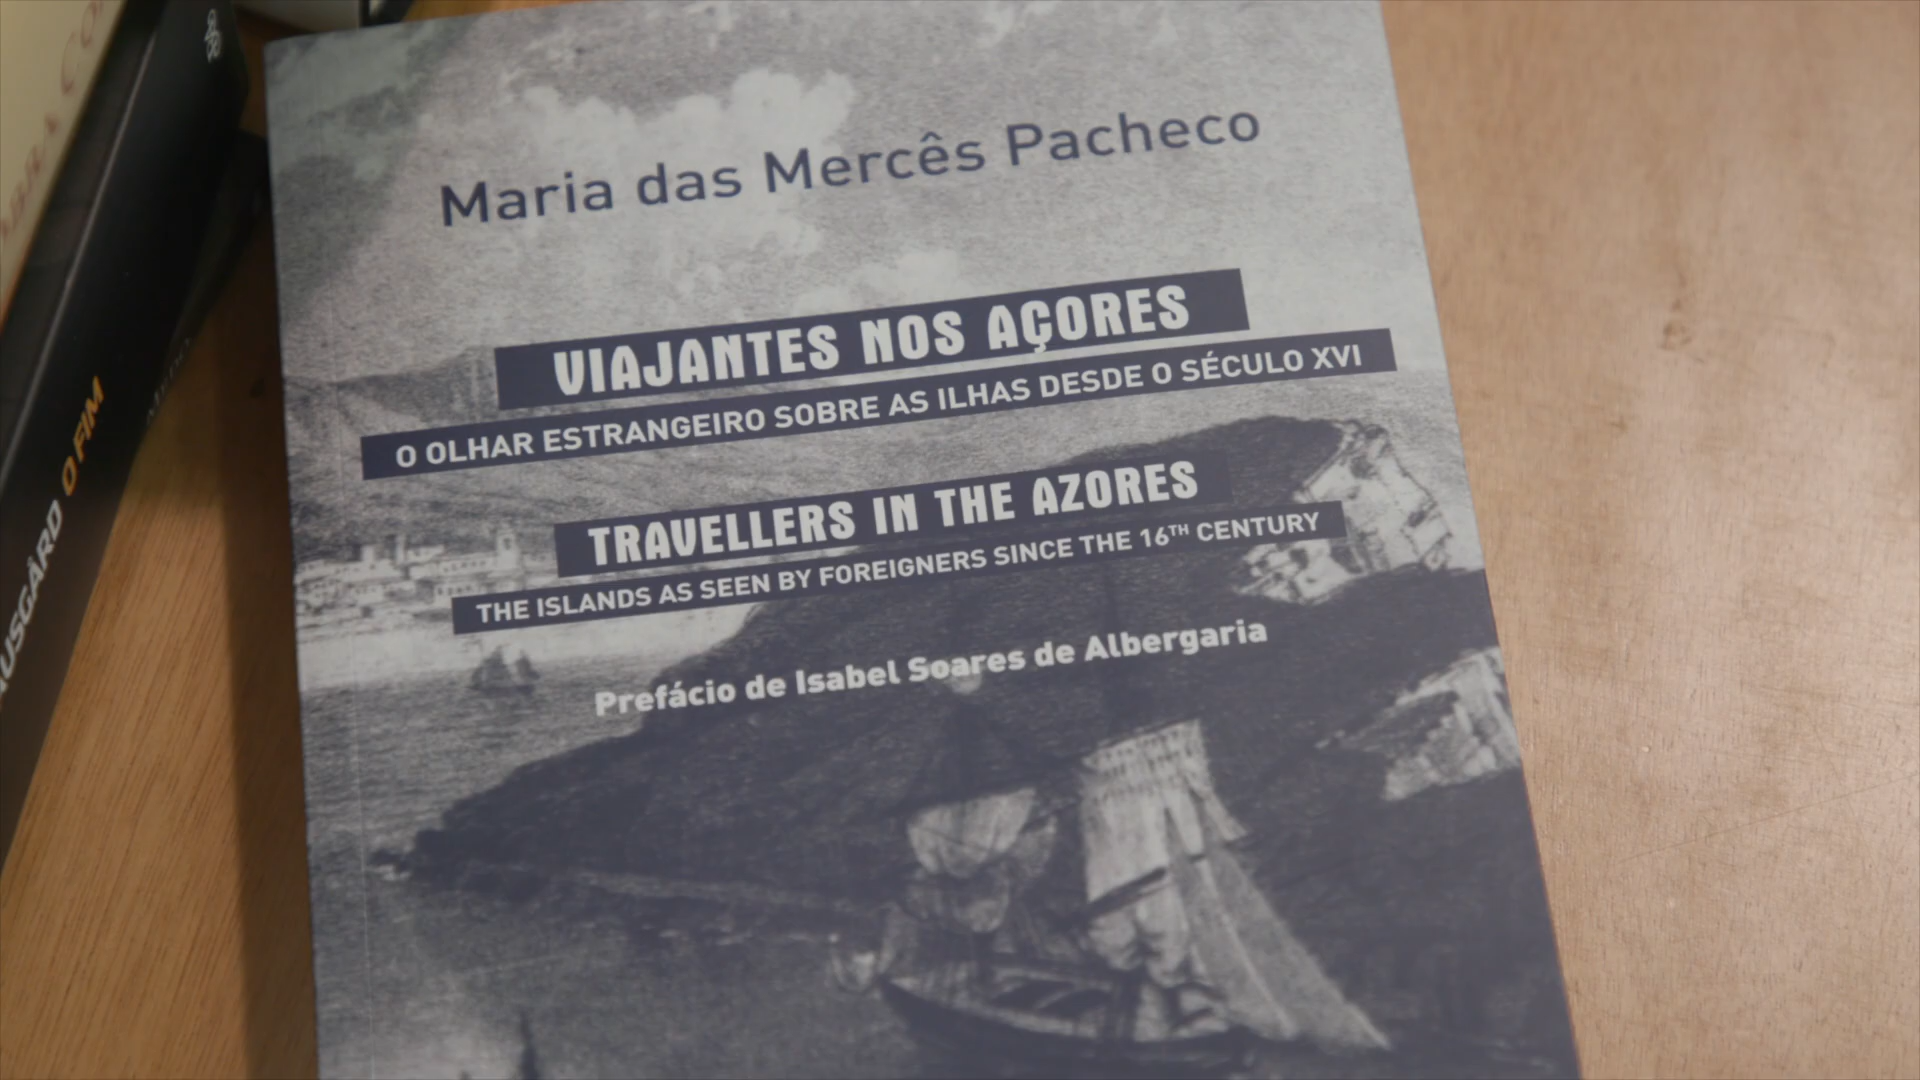 Maria das Mercês Pacheco
VIAJANTES NOS AÇORES
O OLHAR ESTRANGEIRO SOBRE AS ILHAS DESDE O SÉCULO XVI
TRAVELLERS IN THE AZORES
THE ISLANDS AS SEEN BY FOREIGNERS SINCE THE 16TH CENTURY
Prefácio de Isabel Soares de Albergaria
O FIM